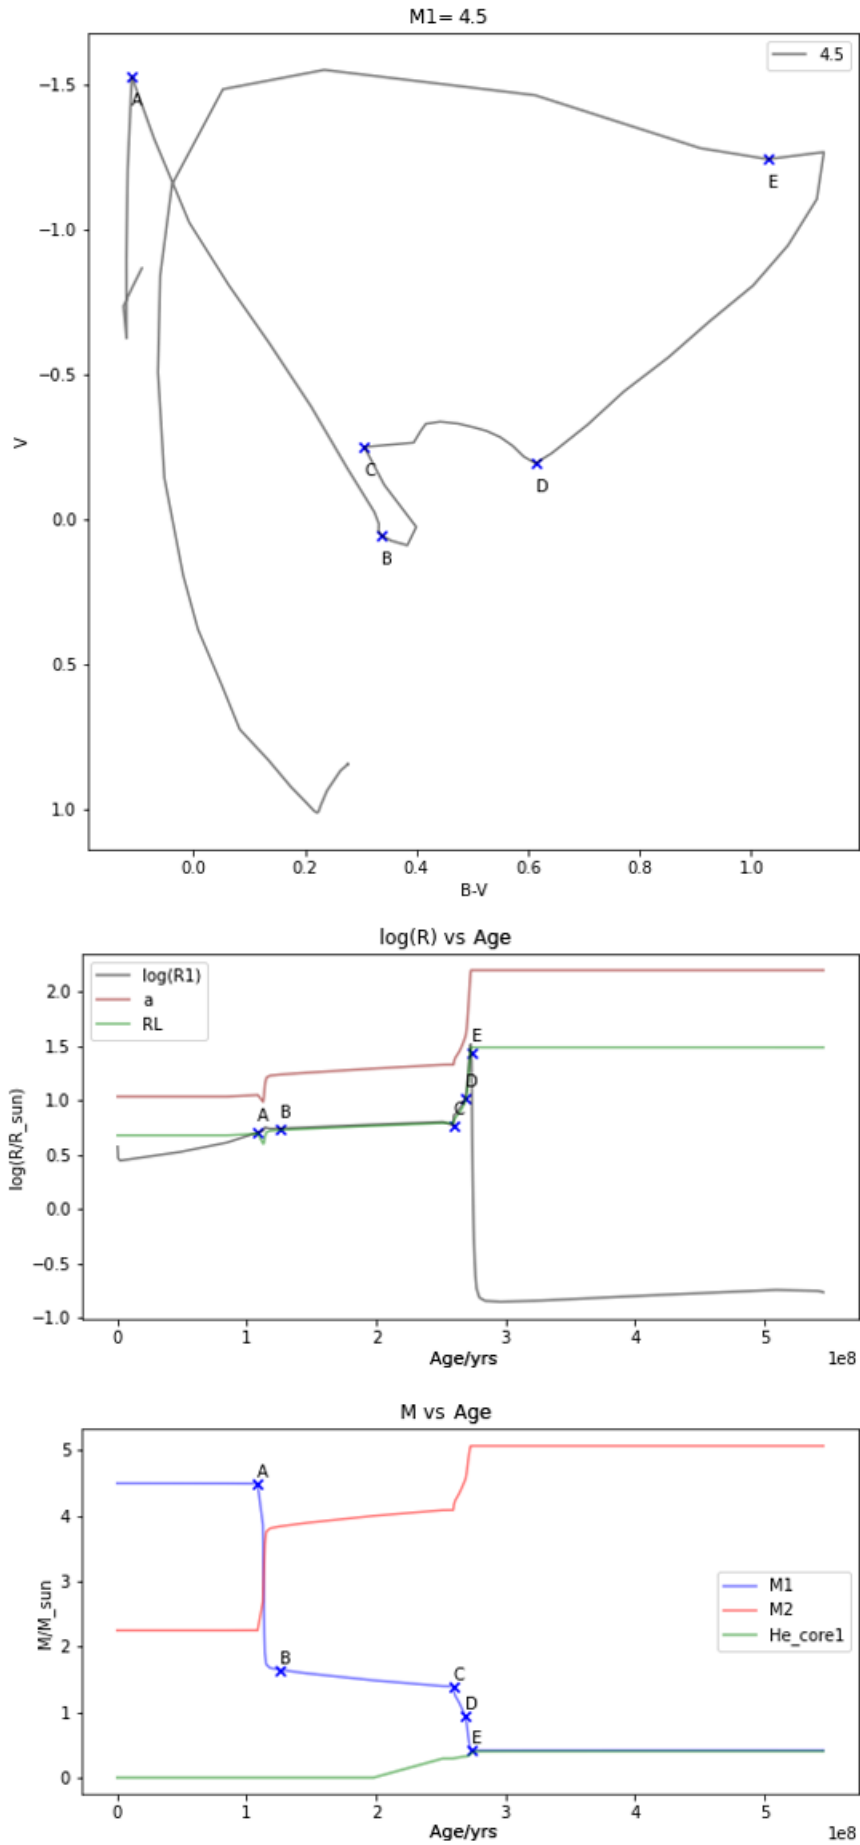 M1= 4.5
4.5
−1.5
−1.0
−0.5
0.0
0.5
1.0
V
A
B
C
D
E
0.0 0.2 0.4 0.6 0.8 1.0
B-V
log(R) vs Age
log(R1)
a
RL
2.0
1.5
1.0
0.5
0.0
−0.5
−1.0
log(R/R_sun)
A
B
C
D
E
0 1 2 3 4 5
Age/yrs
1e8
M vs Age
5
4
3
2
1
0
M/M_sun
A
B
C
D
E
M1
M2
He_core1
0 1 2 3 4 5
Age/yrs
1e8